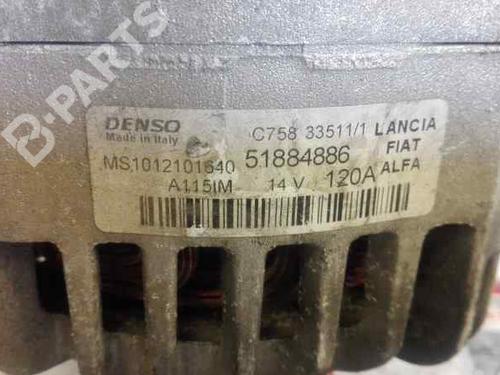 B-PARTS
DENSO
Made in Italy
C758 33511/1
LANCIA
FIAT
ALFA
MS1012101640
51884886
A115IM
14 V
120A